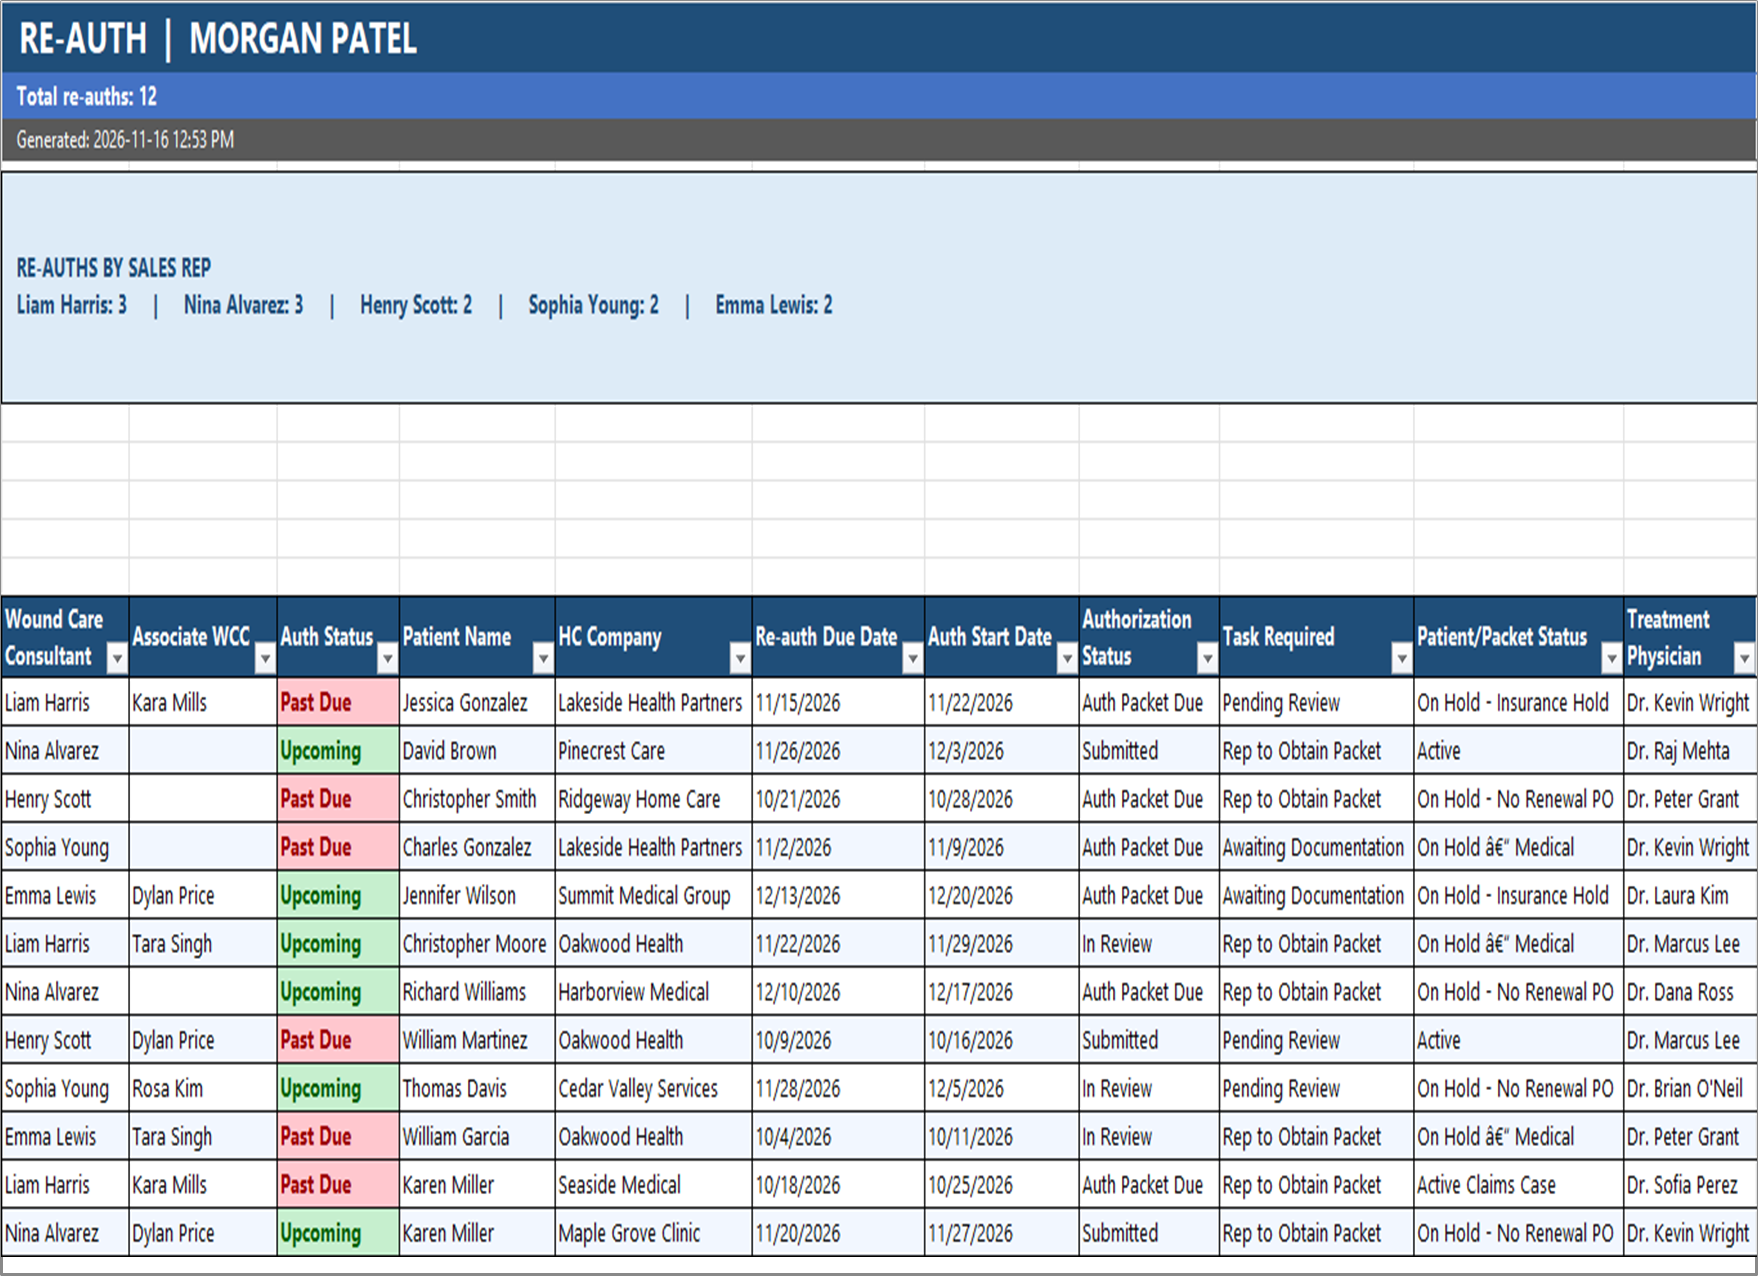 RE-AUTH | MORGAN PATEL
Total re-auths: 12
Generated: 2026-11-16 12:53 PM
RE-AUTHS BY SALES REP
Liam Harris: 3 | Nina Alvarez: 3 | Henry Scott: 2 | Sophia Young: 2 | Emma Lewis: 2
Wound Care Consultant Associate WCC Auth Status Patient Name HC Company Re-auth Due Date Auth Start Date Authorization Status Task Required Patient/Packet Status Treatment Physician
Liam Harris Kara Mills Past Due Jessica Gonzalez Lakeside Health Partners 11/15/2026 11/22/2026 Auth Packet Due Pending Review On Hold - Insurance Hold Dr. Kevin Wright
Nina Alvarez Upcoming David Brown Pinecrest Care 11/26/2026 12/3/2026 Submitted Rep to Obtain Packet Active Dr. Raj Mehta
Henry Scott Past Due Christopher Smith Ridgeway Home Care 10/21/2026 10/28/2026 Auth Packet Due Rep to Obtain Packet On Hold - No Renewal PO Dr. Peter Grant
Sophia Young Past Due Charles Gonzalez Lakeside Health Partners 11/2/2026 11/9/2026 Auth Packet Due Awaiting Documentation On Hold â€“ Medical Dr. Kevin Wright
Emma Lewis Dylan Price Upcoming Jennifer Wilson Summit Medical Group 12/13/2026 12/20/2026 Auth Packet Due Awaiting Documentation On Hold - Insurance Hold Dr. Laura Kim
Liam Harris Tara Singh Upcoming Christopher Moore Oakwood Health 11/22/2026 11/29/2026 In Review Rep to Obtain Packet On Hold â€“ Medical Dr. Marcus Lee
Nina Alvarez Upcoming Richard Williams Harborview Medical 12/10/2026 12/17/2026 Auth Packet Due Rep to Obtain Packet On Hold - No Renewal PO Dr. Dana Ross
Henry Scott Dylan Price Past Due William Martinez Oakwood Health 10/9/2026 10/16/2026 Submitted Pending Review Active Dr. Marcus Lee
Sophia Young Rosa Kim Upcoming Thomas Davis Cedar Valley Services 11/28/2026 12/5/2026 In Review Pending Review On Hold - No Renewal PO Dr. Brian O'Neil
Emma Lewis Tara Singh Past Due William Garcia Oakwood Health 10/4/2026 10/11/2026 In Review Rep to Obtain Packet On Hold â€“ Medical Dr. Peter Grant
Liam Harris Kara Mills Past Due Karen Miller Seaside Medical 10/18/2026 10/25/2026 Auth Packet Due Rep to Obtain Packet Active Claims Case Dr. Sofia Perez
Nina Alvarez Dylan Price Upcoming Karen Miller Maple Grove Clinic 11/20/2026 11/27/2026 Submitted Rep to Obtain Packet On Hold - No Renewal PO Dr. Kevin Wright